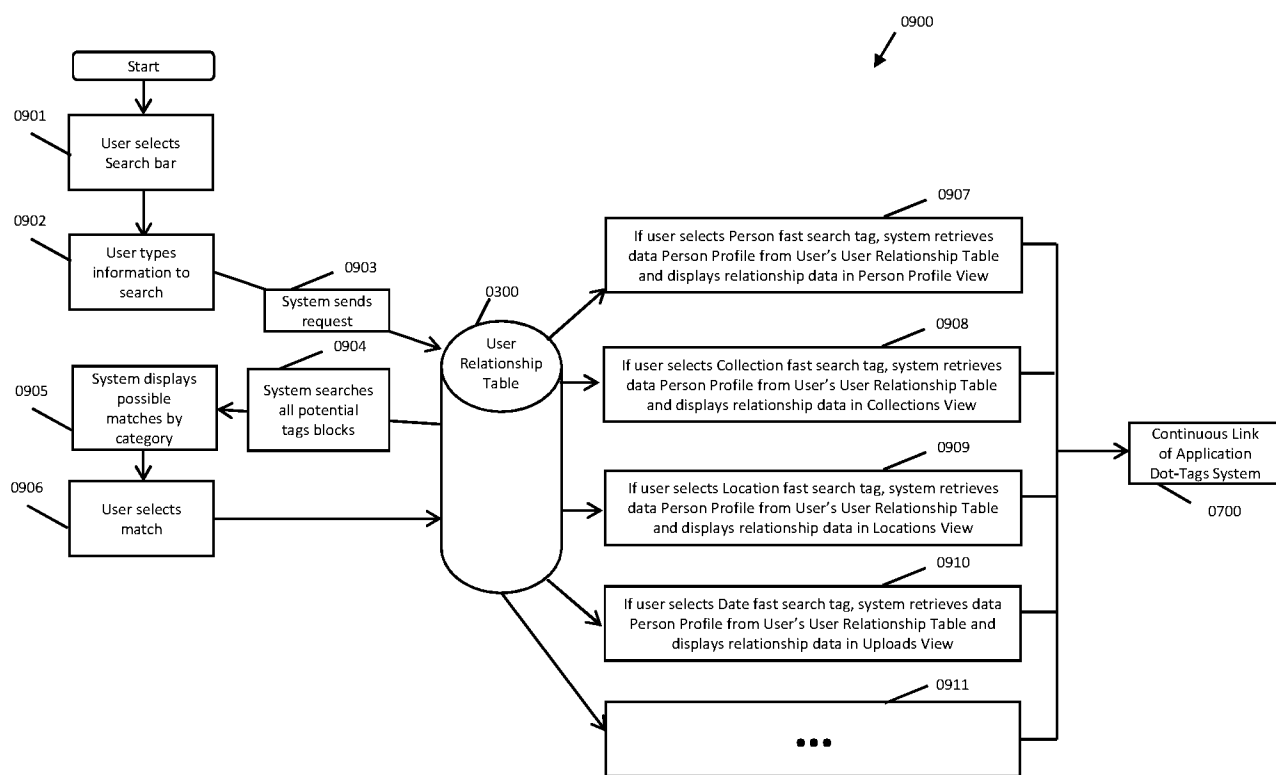 0900
Start
0901
User selects
Search bar
0902
User types
information to
search
0903
System sends
request
0300
User
Relationship
Table
0904
System searches
all potential
tags blocks
0905
System displays
possible
matches by
category
0906
User selects
match
0907
If user selects Person fast search tag, system retrieves
data Person Profile from User's User Relationship Table
and displays relationship data in Person Profile View
0908
If user selects Collection fast search tag, system retrieves
data Person Profile from User's User Relationship Table
and displays relationship data in Collections View
0909
If user selects Location fast search tag, system retrieves
data Person Profile from User's User Relationship Table
and displays relationship data in Locations View
0910
If user selects Date fast search tag, system retrieves data
Person Profile from User's User Relationship Table and
displays relationship data in Uploads View
0911
•••
Continuous Link
of Application
Dot-Tags System
0700